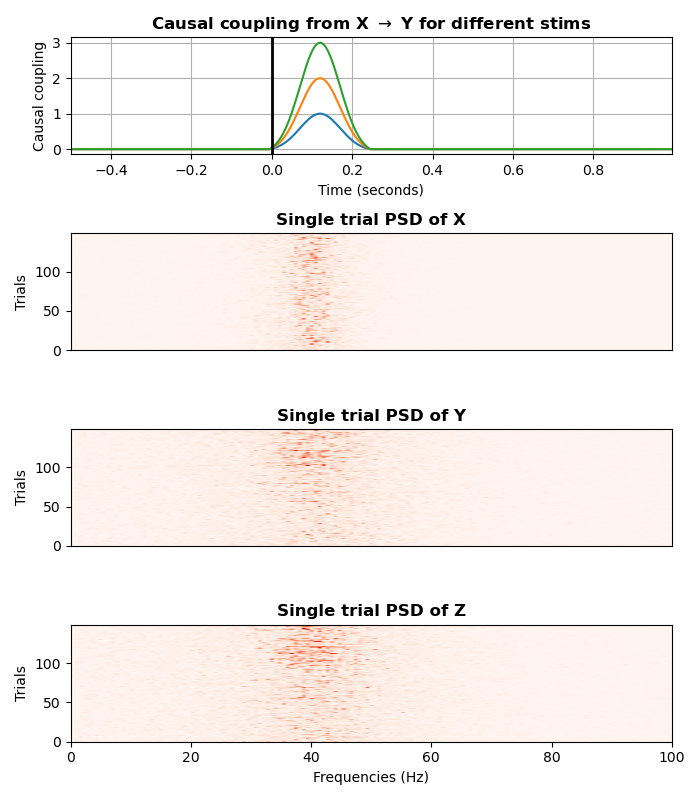 Causal coupling from X → Y for different stims
Causal coupling
3
2
1
0
−0.4 −0.2 0.0 0.2 0.4 0.6 0.8
Time (seconds)
Single trial PSD of X
Trials
100
50
0
Single trial PSD of Y
Trials
100
50
0
Single trial PSD of Z
Trials
100
50
0
0 20 40 60 80 100
Frequencies (Hz)